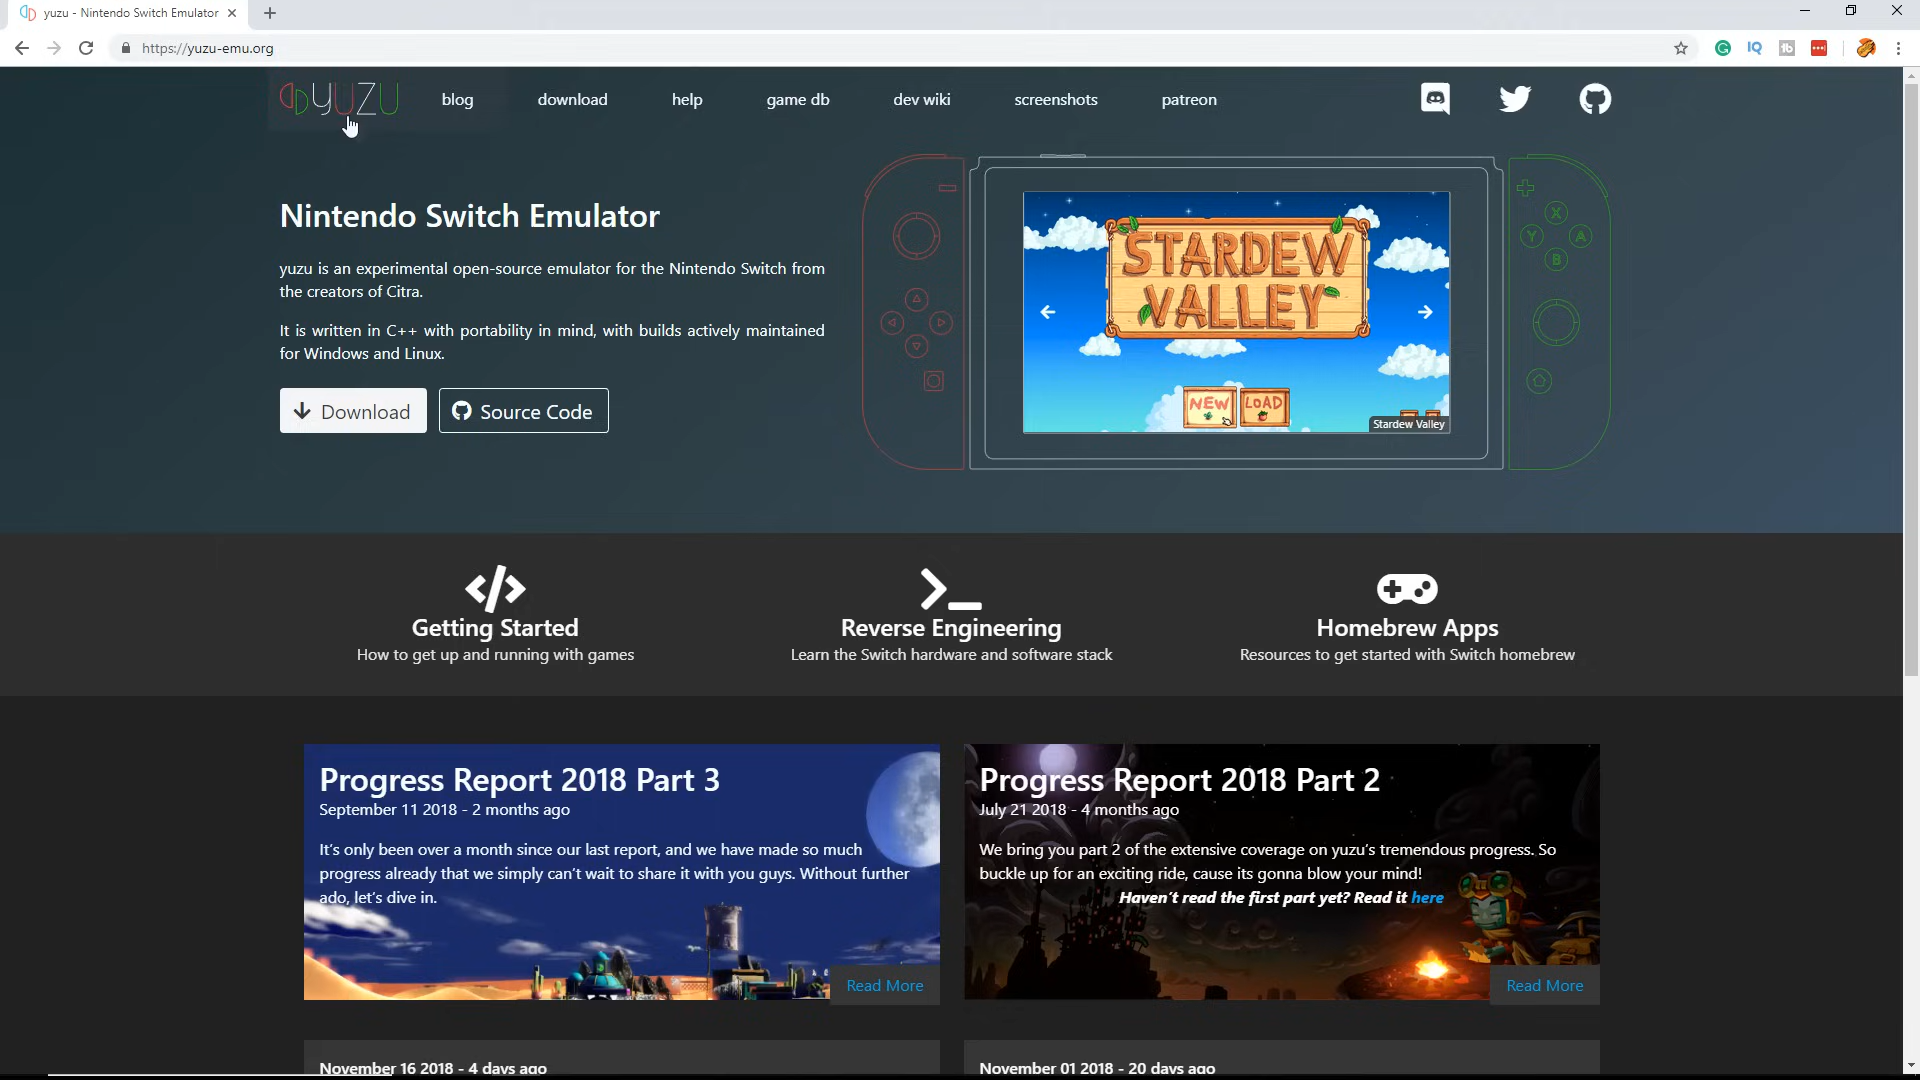 yuzu - Nintendo Switch Emulator
https://yuzu-emu.org
YUZU
blog
download
help
game db
dev wiki
screenshots
patreon
Nintendo Switch Emulator
yuzu is an experimental open-source emulator for the Nintendo Switch from
the creators of Citra.
It is written in C++ with portability in mind, with builds actively maintained
for Windows and Linux.
Download
Source Code
STARDEW
VALLEY
NEW
LOAD
Stardew Valley
X
Y
A
B
Getting Started
How to get up and running with games
Reverse Engineering
Learn the Switch hardware and software stack
Homebrew Apps
Resources to get started with Switch homebrew
Progress Report 2018 Part 3
September 11 2018 - 2 months ago
It's only been over a month since our last report, and we have made so much
progress already that we simply can't wait to share it with you guys. Without further
ado, let's dive in.
Read More
Progress Report 2018 Part 2
July 21 2018 - 4 months ago
We bring you part 2 of the extensive coverage on yuzu's tremendous progress. So
buckle up for an exciting ride, cause its gonna blow your mind!
Haven't read the first part yet? Read it here
Read More
November 16 2018 - 4 days ago
November 01 2018 - 20 days ago